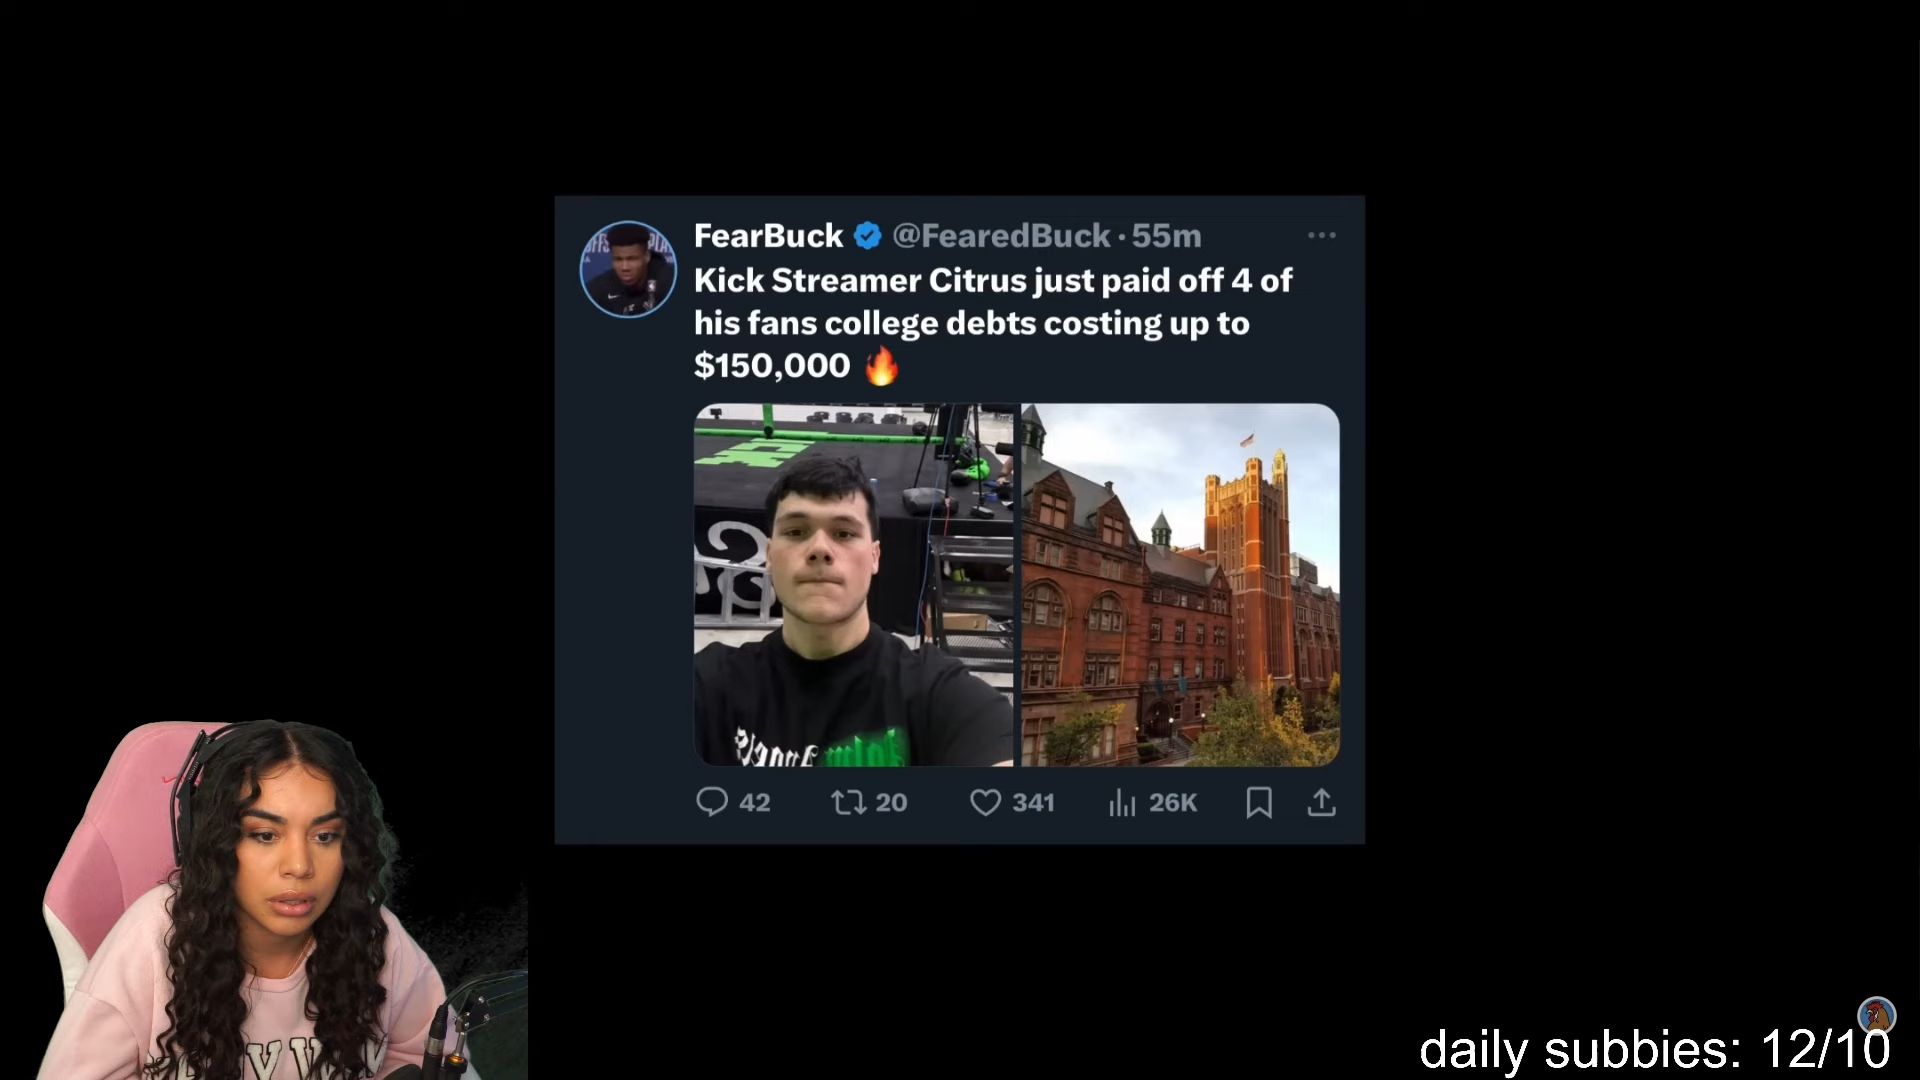 FearBuck @FearedBuck · 55m
Kick Streamer Citrus just paid off 4 of
his fans college debts costing up to
$150,000 🔥
42 20 341 26K
daily subbies: 12/10